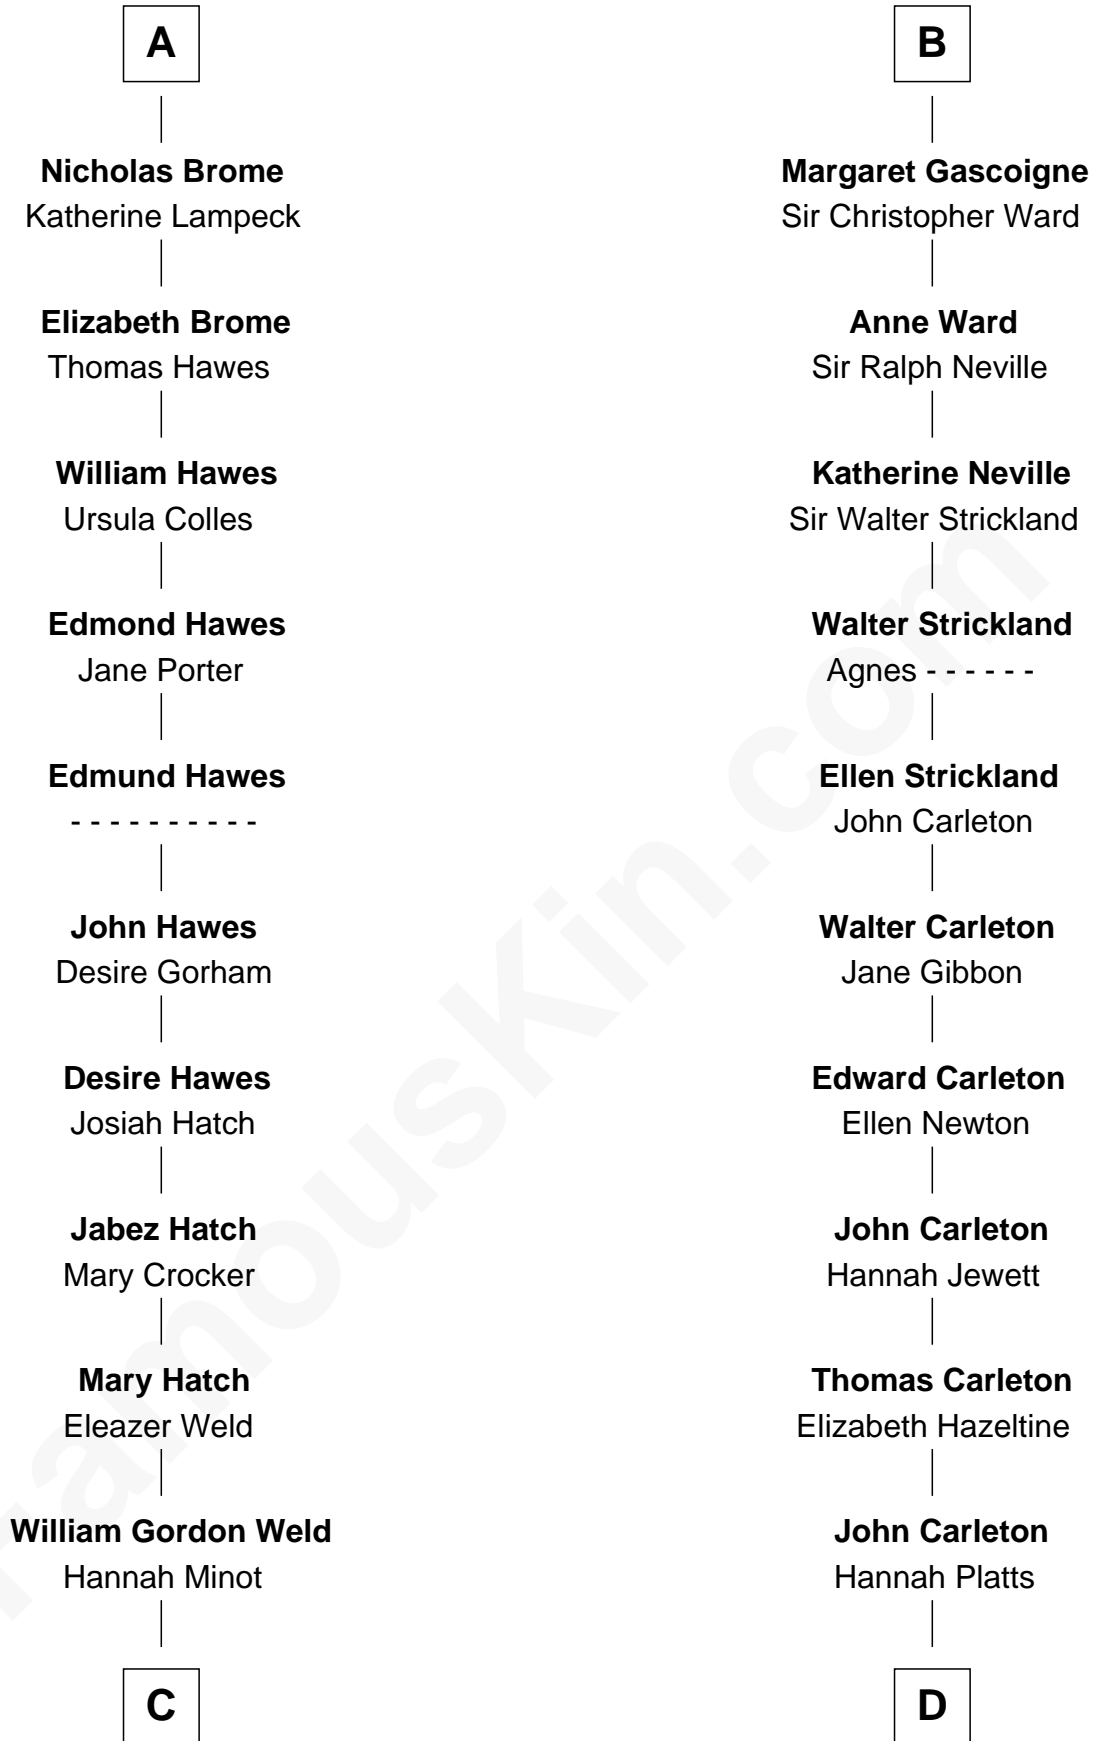 A
Nicholas Brome
Katherine Lampeck
Elizabeth Brome
Thomas Hawes
William Hawes
Ursula Colles
Edmond Hawes
Jane Porter
Edmund Hawes
- - - - - - - - - -
John Hawes
Desire Gorham
Desire Hawes
Josiah Hatch
Jabez Hatch
Mary Crocker
Mary Hatch
Eleazer Weld
William Gordon Weld
Hannah Minot
C
B
Margaret Gascoigne
Sir Christopher Ward
Anne Ward
Sir Ralph Neville
Katherine Neville
Sir Walter Strickland
Walter Strickland
Agnes - - - - - -
Ellen Strickland
John Carleton
Walter Carleton
Jane Gibbon
Edward Carleton
Ellen Newton
John Carleton
Hannah Jewett
Thomas Carleton
Elizabeth Hazeltine
John Carleton
Hannah Platts
D
FamousKin.com